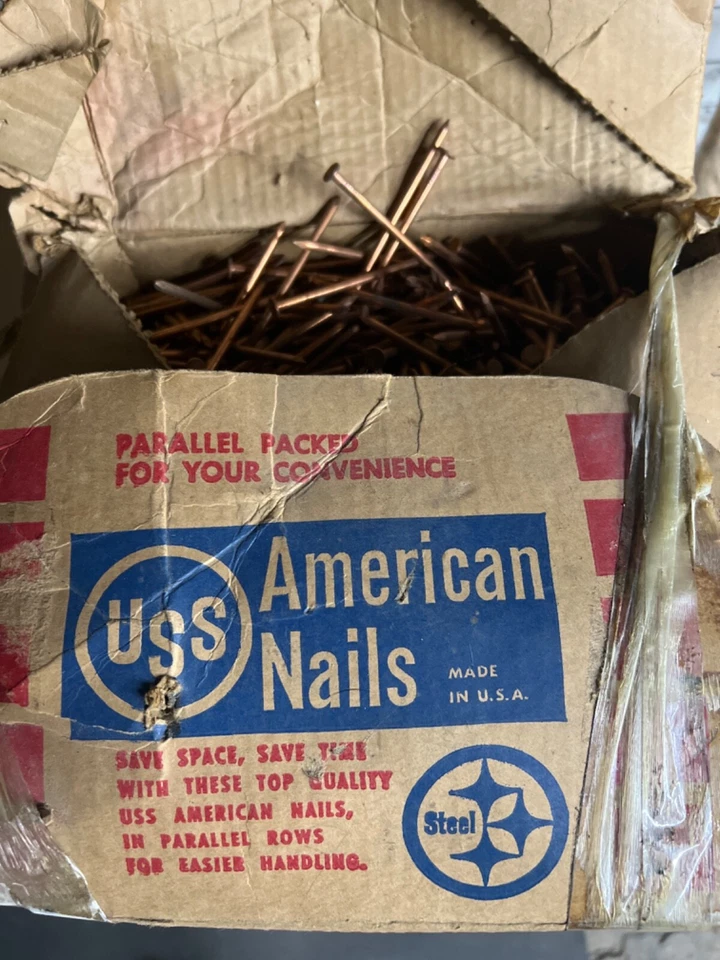 PARALLEL PACKED
FOR YOUR CONVENIENCE
USS
American
Nails
MADE
IN U.S.A.
SAVE SPACE, SAVE TIME
WITH THESE TOP QUALITY
USS AMERICAN NAILS,
IN PARALLEL ROWS
FOR EASIER HANDLING.
Steel